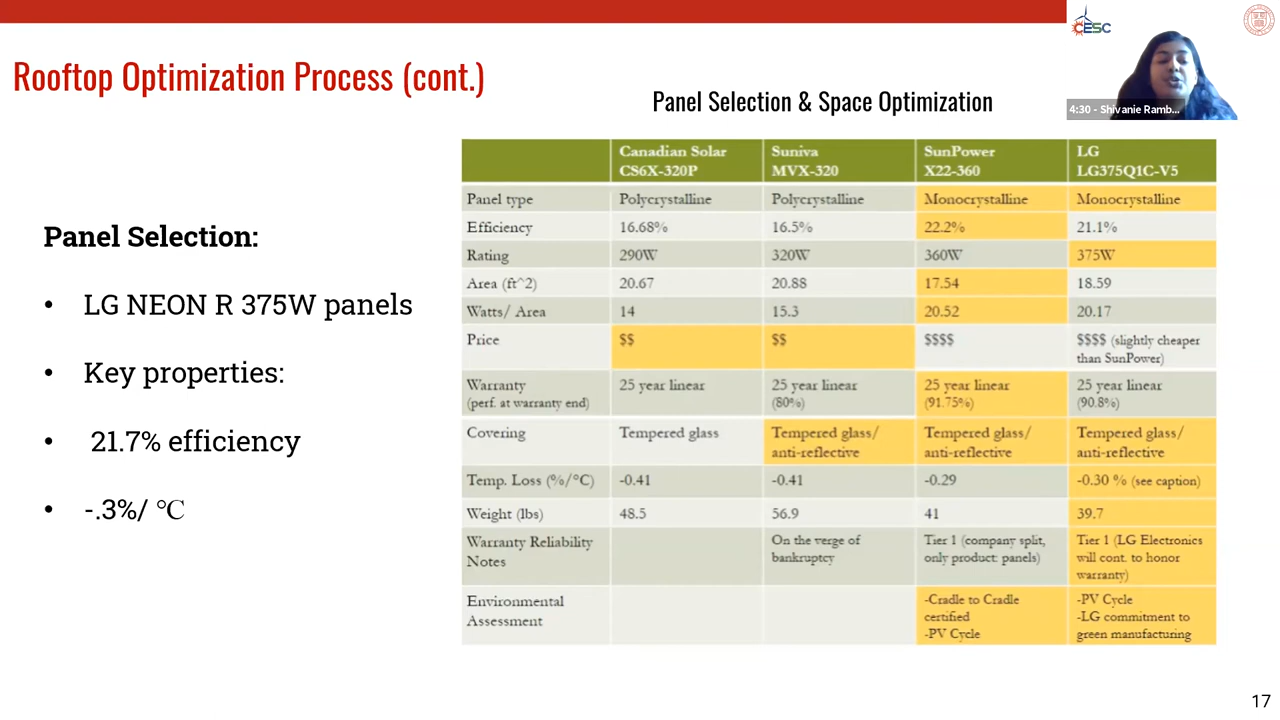 CESC
4:30 - Shivanie Ramb...
Rooftop Optimization Process (cont.)
Panel Selection & Space Optimization
Panel Selection:
• LG NEON R 375W panels
• Key properties:
• 21.7% efficiency
• -.3%/ °C
Canadian Solar CS6X-320P Suniva MVX-320 SunPower X22-360 LG LG375Q1C-V5
Panel type Polycrystalline Polycrystalline Monocrystalline Monocrystalline
Efficiency 16.68% 16.5% 22.2% 21.1%
Rating 290W 320W 360W 375W
Area (ft^2) 20.67 20.88 17.54 18.59
Watts/ Area 14 15.3 20.52 20.17
Price $$ $$ $$$$ $$$$ (slightly cheaper than SunPower)
Warranty (perf. at warranty end) 25 year linear 25 year linear (80%) 25 year linear (91.75%) 25 year linear (90.8%)
Covering Tempered glass Tempered glass/ anti-reflective Tempered glass/ anti-reflective Tempered glass/ anti-reflective
Temp. Loss (%/°C) -0.41 -0.41 -0.29 -0.30 % (see caption)
Weight (lbs) 48.5 56.9 41 39.7
Warranty Reliability Notes On the verge of bankruptcy Tier 1 (company split, only product: panels) Tier 1 (LG Electronics will cont. to honor warranty)
Environmental Assessment -Cradle to Cradle certified -PV Cycle -PV Cycle -LG commitment to green manufacturing
17